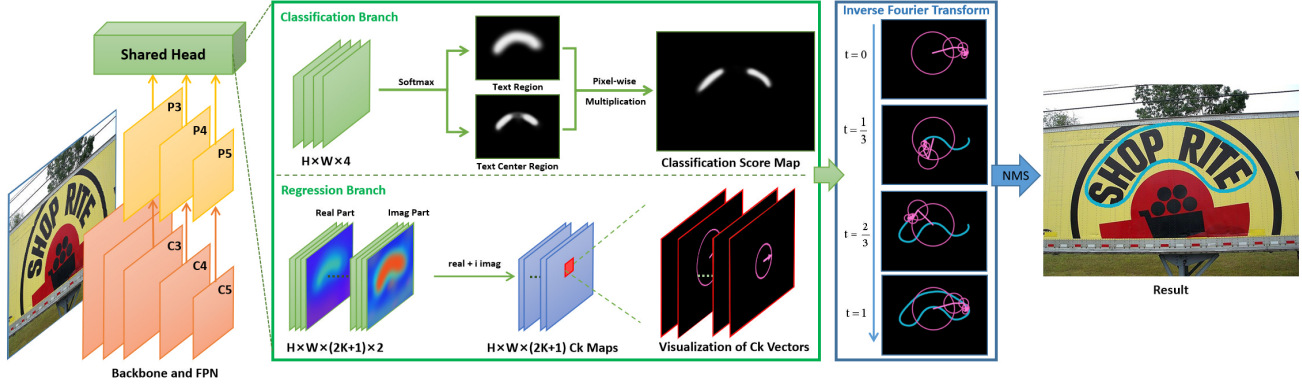 Shared Head
P3
P4
P5
C3
C4
C5
SHOP RITE
Backbone and FPN
Classification Branch
H×W×4
Softmax
Text Region
Text Center Region
Pixel-wise
Multiplication
Classification Score Map
Regression Branch
Real Part
Imag Part
H×W×(2K+1)×2
real + i imag
H×W×(2K+1) Ck Maps
Visualization of Ck Vectors
Inverse Fourier Transform
t=0
t=1/3
t=2/3
t=1
NMS
SHOP RITE
Result